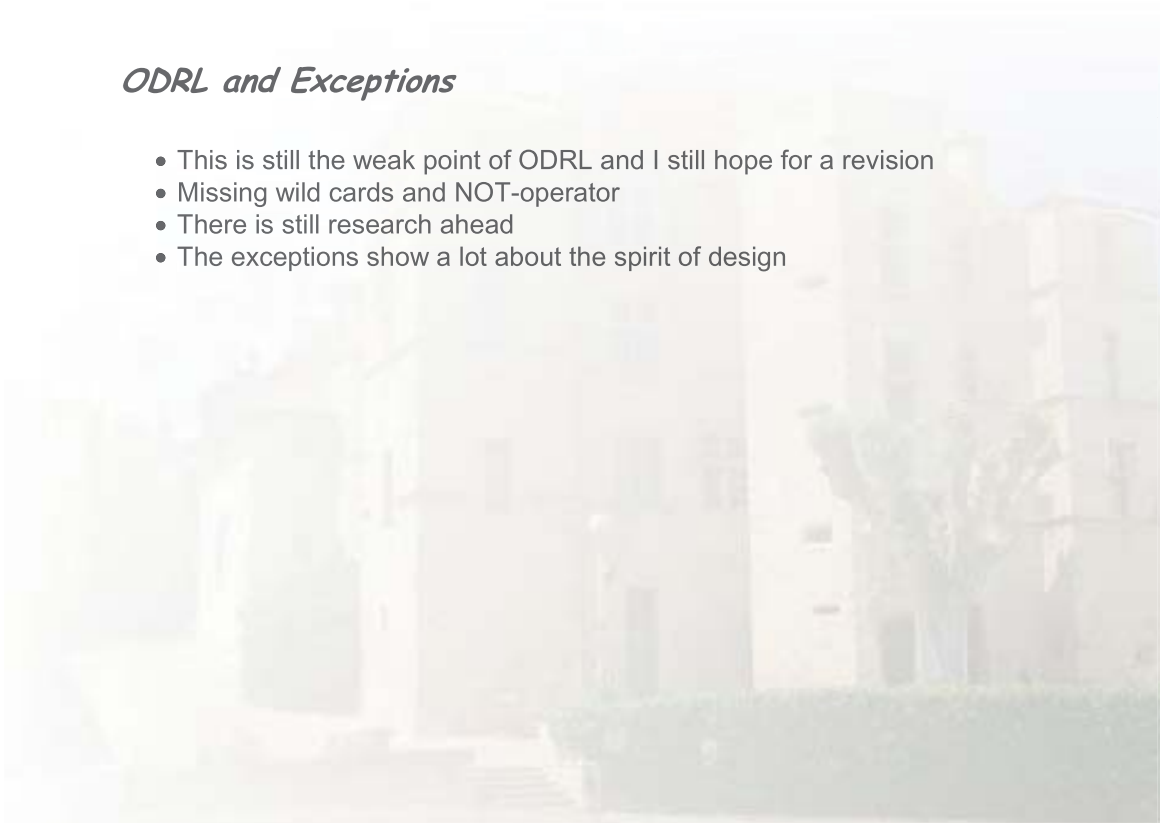 ODRL and Exceptions
• This is still the weak point of ODRL and I still hope for a revision
• Missing wild cards and NOT-operator
• There is still research ahead
• The exceptions show a lot about the spirit of design